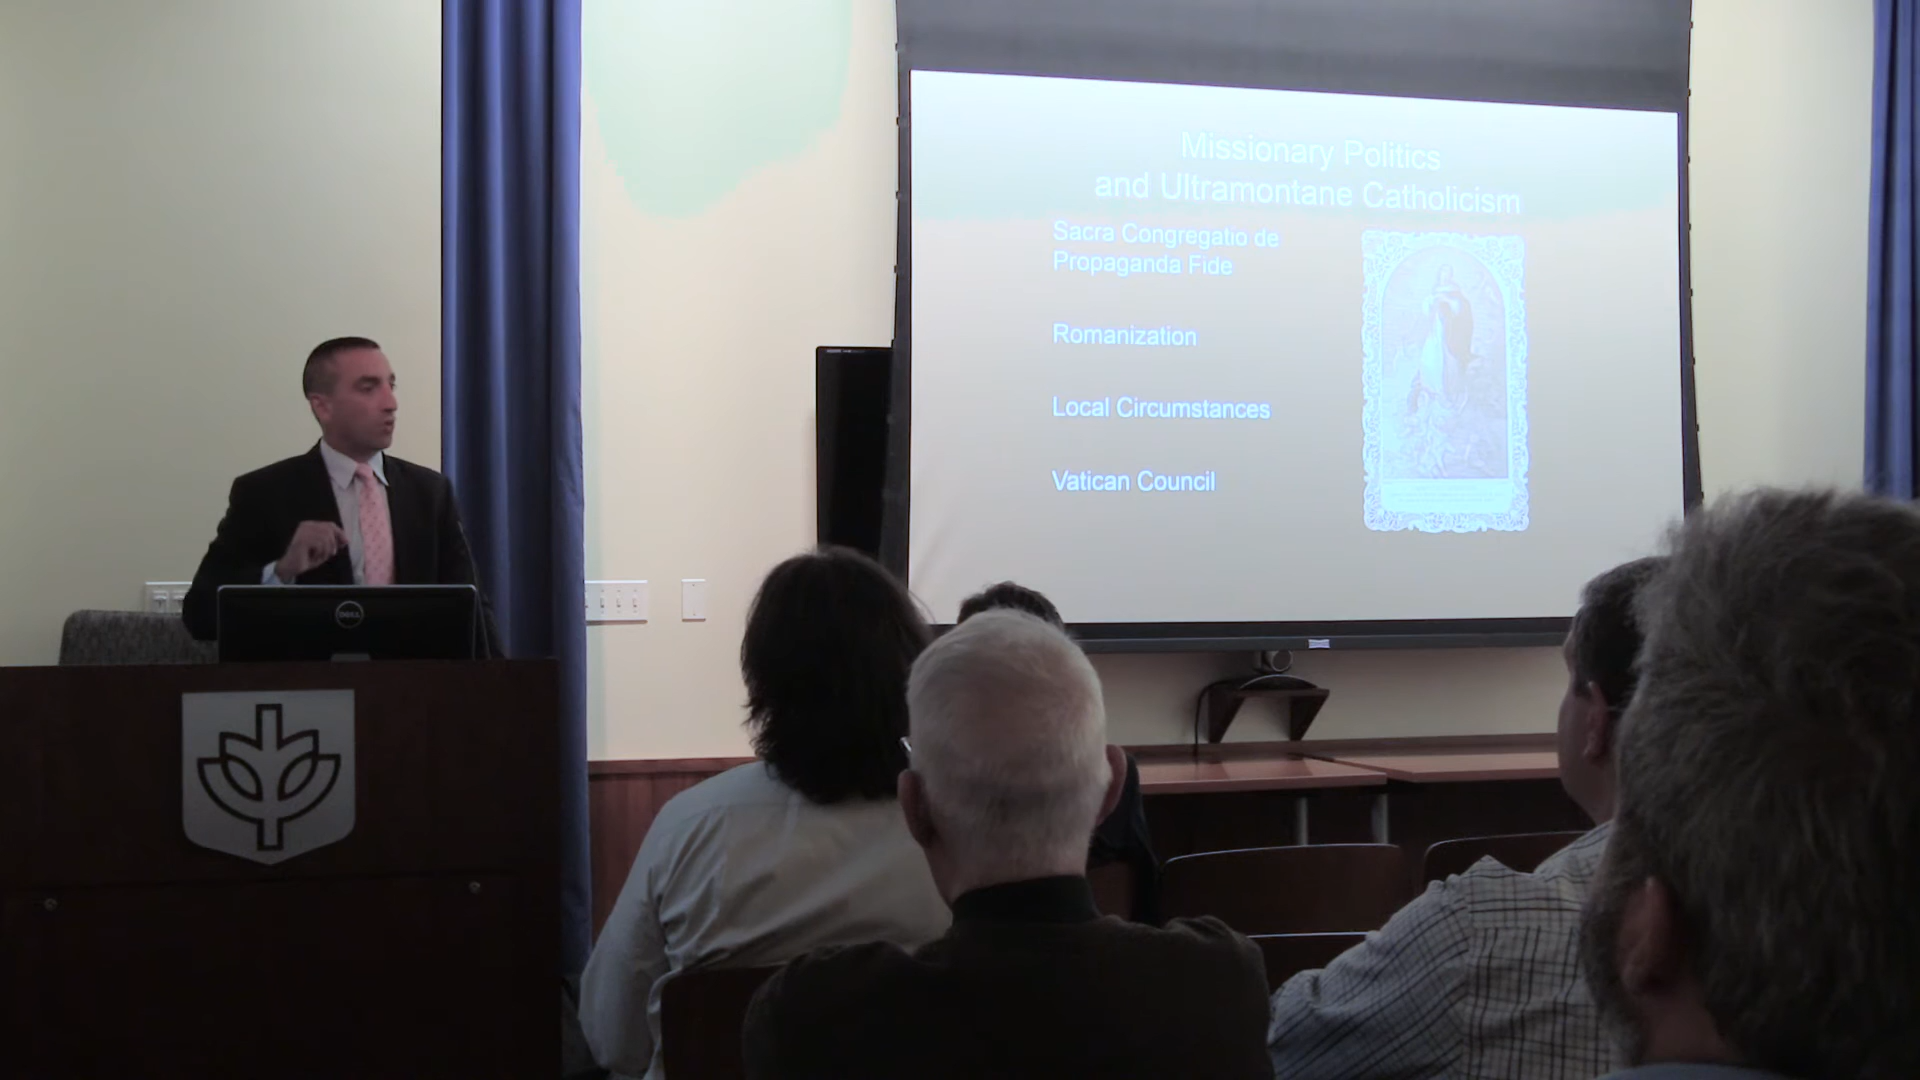 Missionary Politics
and Ultramontane Catholicism
Sacra Congregatio de
Propaganda Fide
Romanization
Local Circumstances
Vatican Council
DELL